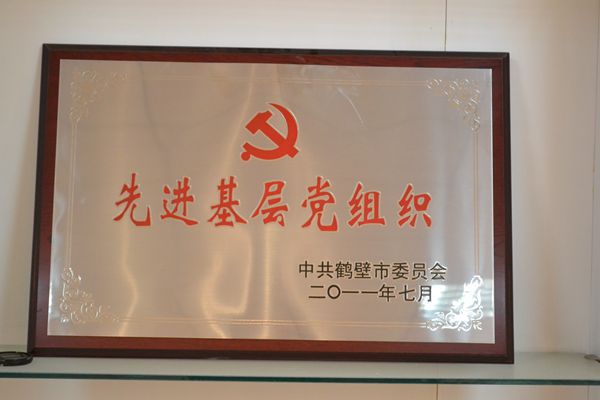 先进基层党组织
中共鹤壁市委员会
二〇一一年七月